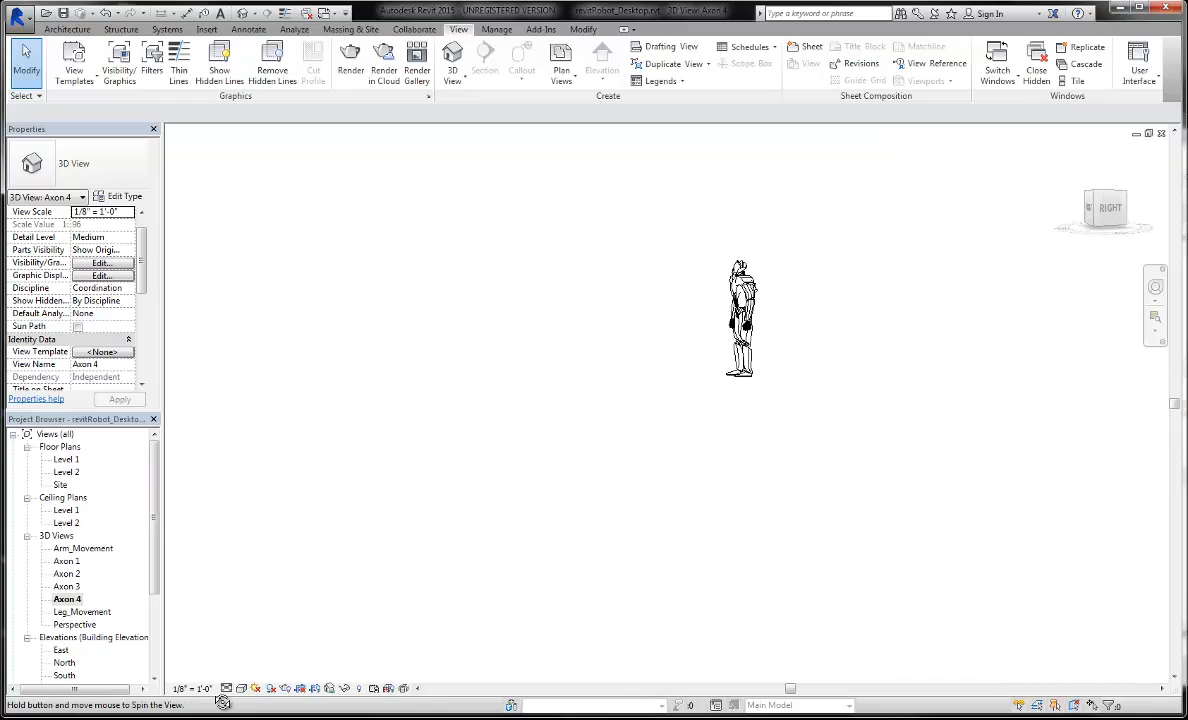 Autodesk Revit 2015 - UNREGISTERED VERSION - revitRobot_Desktop.rvt - 3D View: Axon 4
Type a keyword or phrase
Sign In
Architecture Structure Systems Insert Annotate Analyze Massing & Site Collaborate View Manage Add-Ins Modify
Modify
View Templates
Visibility/ Graphics
Filters
Thin Lines
Show Hidden Lines
Remove Hidden Lines
Cut Profile
Render
Render in Cloud
Render Gallery
3D View
Section
Callout
Plan Views
Elevation
Drafting View
Duplicate View
Legends
Schedules
Scope Box
Sheet
View
Title Block
Revisions
Guide Grid
Matchline
View Reference
Viewports
Switch Windows
Close Hidden
Replicate
Cascade
Tile
User Interface
Select Graphics Create Sheet Composition Windows
Properties
3D View
3D View: Axon 4 Edit Type
View Scale 1/8" = 1'-0"
Scale Value 1: 96
Detail Level Medium
Parts Visibility Show Origi...
Visibility/Gra... Edit...
Graphic Displ... Edit...
Discipline Coordination
Show Hidden... By Discipline
Default Analy... None
Sun Path
Identity Data
View Template <None>
View Name Axon 4
Dependency Independent
Title on Sheet
Properties help Apply
Project Browser - revitRobot_Deskto...
Views (all)
Floor Plans
Level 1
Level 2
Site
Ceiling Plans
Level 1
Level 2
3D Views
Arm_Movement
Axon 1
Axon 2
Axon 3
Axon 4
Leg_Movement
Perspective
Elevations (Building Elevation
East
North
South
RIGHT
1/8" = 1'-0"
Hold button and move mouse to Spin the View.
:0
Main Model
:0